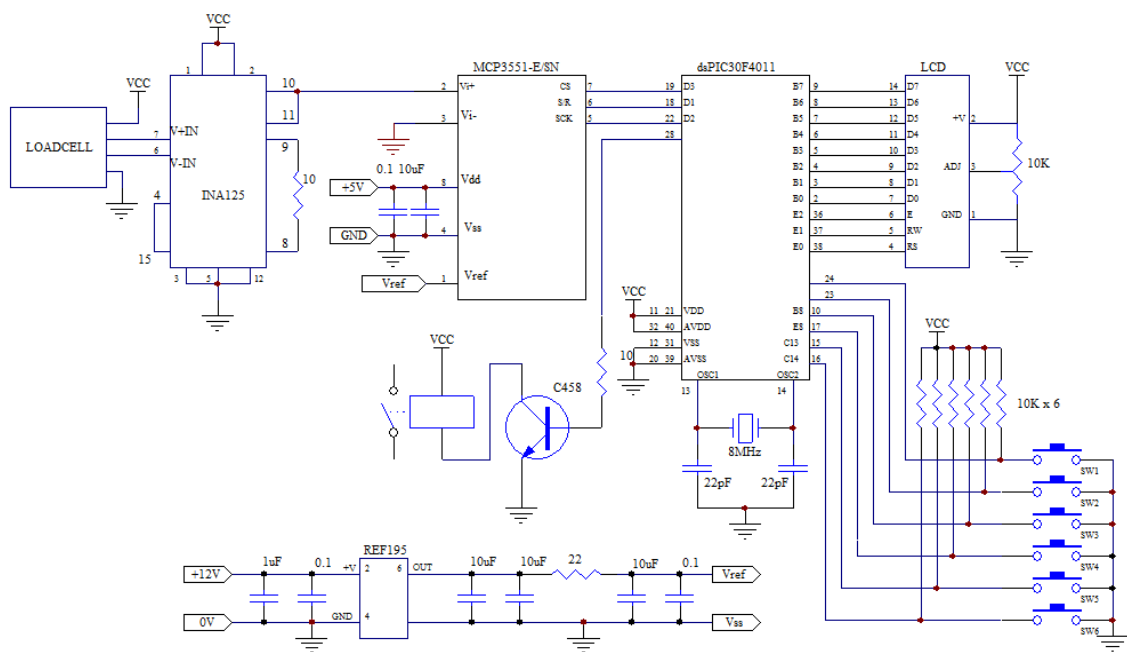 VCC
VCC
LOADCELL
7
6
V+IN
V-IN
1
2
10
11
9
10
8
4
15
INA125
3
5
12
MCP3551-E/SN
2
Vi+
3
Vi-
CS
7
S/R
6
SCK
5
0.1
10uF
+5V
GND
8
Vdd
4
Vss
Vref
1
Vref
dsPIC30F4011
19
D3
18
D1
22
D2
28
B7
9
B6
8
B5
7
B4
6
B3
5
B2
4
B1
3
B0
2
E2
36
E1
37
E0
38
24
23
B8
10
E8
17
C13
15
C14
16
VCC
11
21
VDD
32
40
AVDD
12
31
VSS
20
39
AVSS
OSC1
OSC2
13
14
8MHz
22pF
22pF
LCD
14
D7
13
D6
12
D5
11
D4
10
D3
9
D2
8
D1
7
D0
6
E
5
RW
4
RS
+V
2
ADJ
3
GND
1
VCC
10K
VCC
10K x 6
SW1
SW2
SW3
SW4
SW5
SW6
VCC
C458
10
REF195
+12V
1uF
0.1
+V
2
6
OUT
10uF
10uF
22
10uF
0.1
Vref
0V
GND
4
Vss